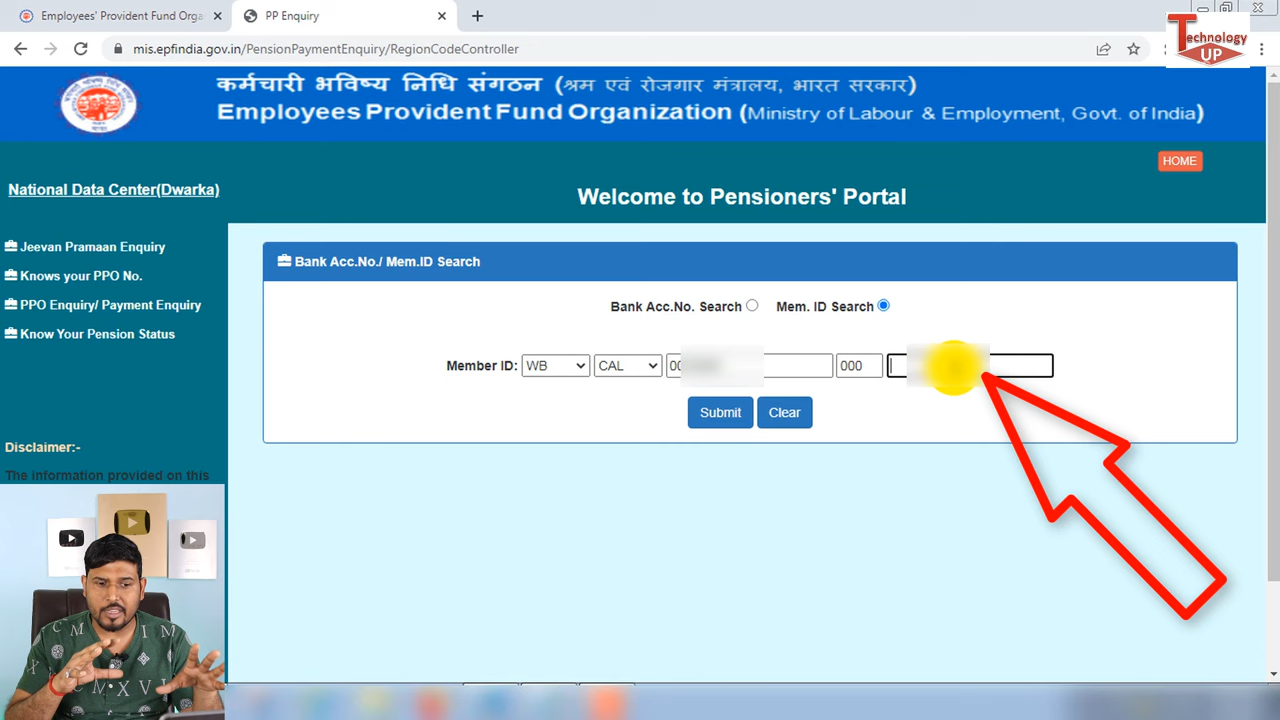 Employees' Provident Fund Orga
PP Enquiry
Technology
UP
mis.epfindia.gov.in/PensionPaymentEnquiry/RegionCodeController
कर्मचारी भविष्य निधि संगठन (श्रम एवं रोजगार मंत्रालय, भारत सरकार)
Employees Provident Fund Organization (Ministry of Labour & Employment, Govt. of India)
HOME
National Data Center(Dwarka)
Welcome to Pensioners' Portal
Jeevan Pramaan Enquiry
Knows your PPO No.
PPO Enquiry/ Payment Enquiry
Know Your Pension Status
Bank Acc.No./ Mem.ID Search
Bank Acc.No. Search
Mem. ID Search
Member ID: WB CAL 00 000
Submit Clear
Disclaimer:-
The information provided on this